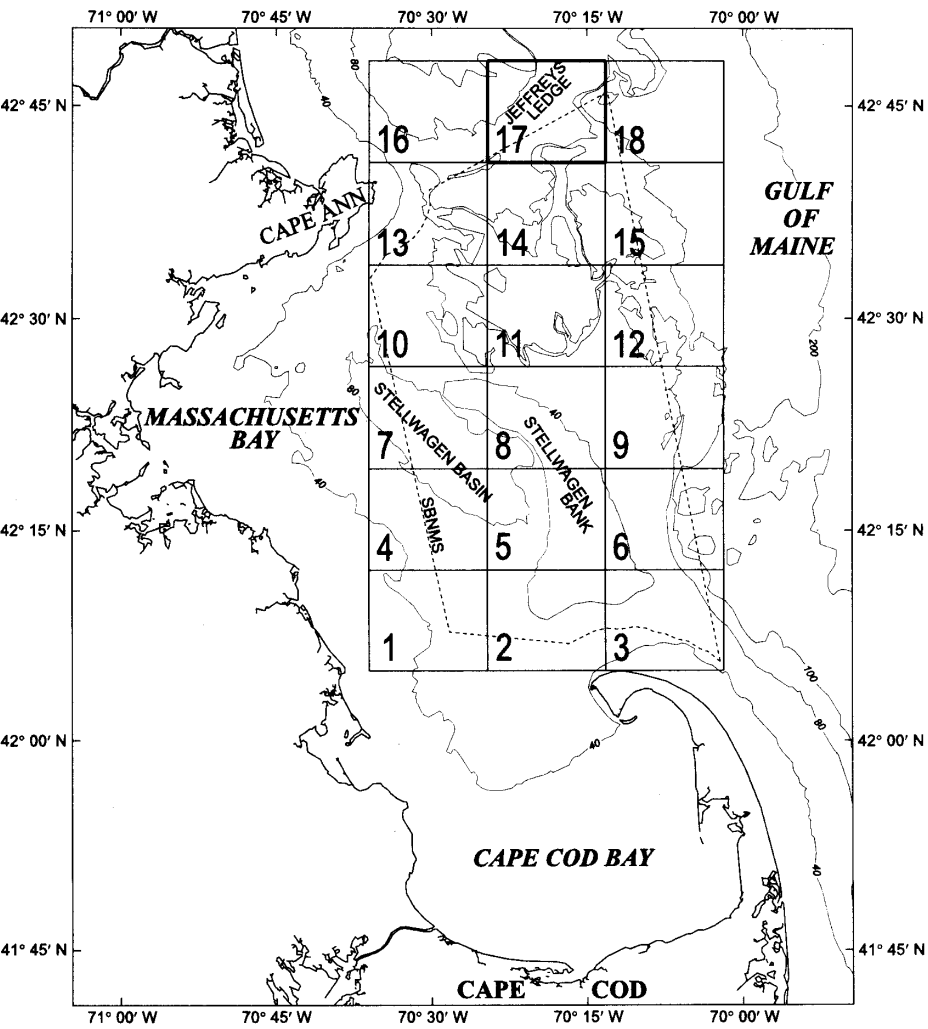 71° 00' W 70° 45' W 70° 30' W 70° 15' W 70° 00' W
80
40
42° 45' N 42° 45' N
JEFFREYS
LEDGE
16 17 18
CAPE ANN
GULF
OF
MAINE
13 14 15
42° 30' N 42° 30' N
10 11 12
200
80
40
STELLWAGEN BASIN
STELLWAGEN
BANK
MASSACHUSETTS
BAY
7 8 9
40
SBNMS
42° 15' N 42° 15' N
4 5 6
1 2 3
100
80
42° 00' N 42° 00' N
40
CAPE COD BAY
40
41° 45' N 41° 45' N
CAPE COD
71° 00' W 70° 45' W 70° 30' W 70° 15' W 70° 00' W